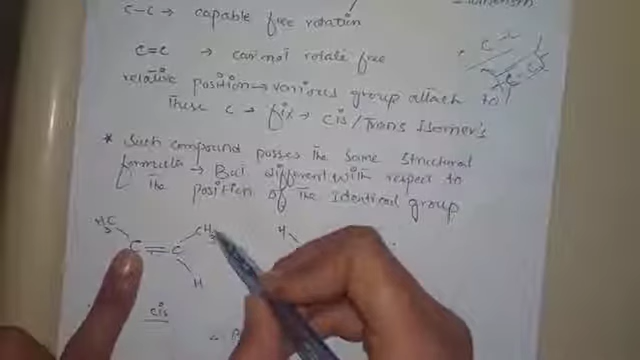 C-C → capable free rotation
C=C → cannot rotate free
relative position → various group attach to
These C → fix → cis/Trans Isomer's
* Such compound posses the same structural
formula → But different with respect to
The position of The Identical group
H3C CH3
C=C
H
H
cis